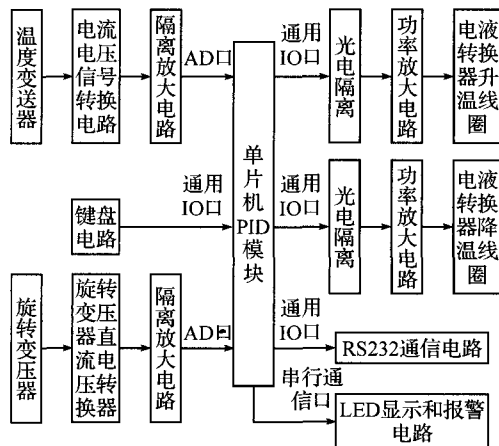 温度变送器
电流电压信号转换电路
隔离放大电路
AD口
单片机PID模块
通用IO口
光电隔离
功率放大电路
电液转换器升温线圈
键盘电路
通用IO口
通用IO口
光电隔离
功率放大电路
电液转换器降温线圈
旋转变压器
旋转变压器直流电压转换器
隔离放大电路
AD口
通用IO口
RS232通信电路
串行通信口
LED显示和报警电路